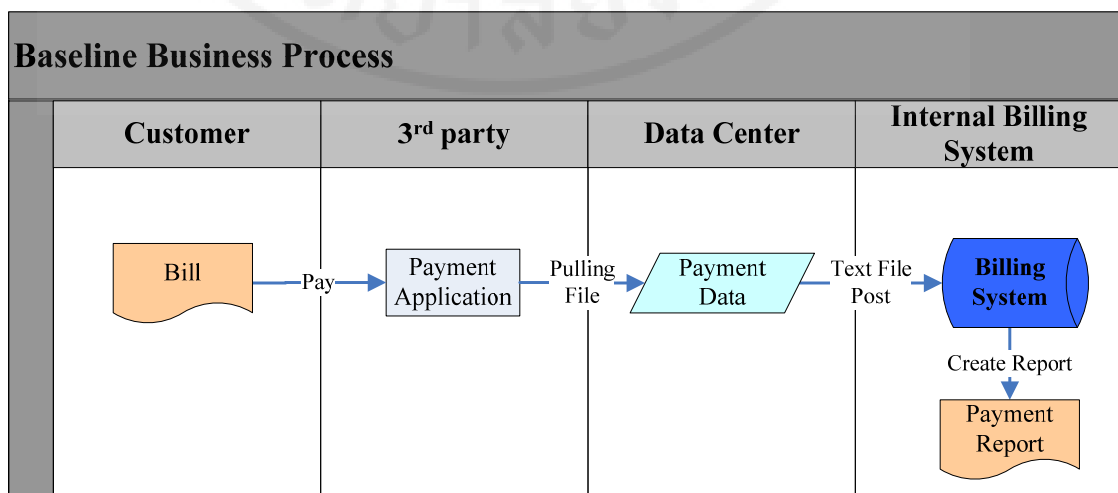 Baseline Business Process
Customer
3rd party
Data Center
Internal Billing
System
Bill
Pay
Payment
Application
Pulling
File
Payment
Data
Text File
Post
Billing
System
Create Report
Payment
Report